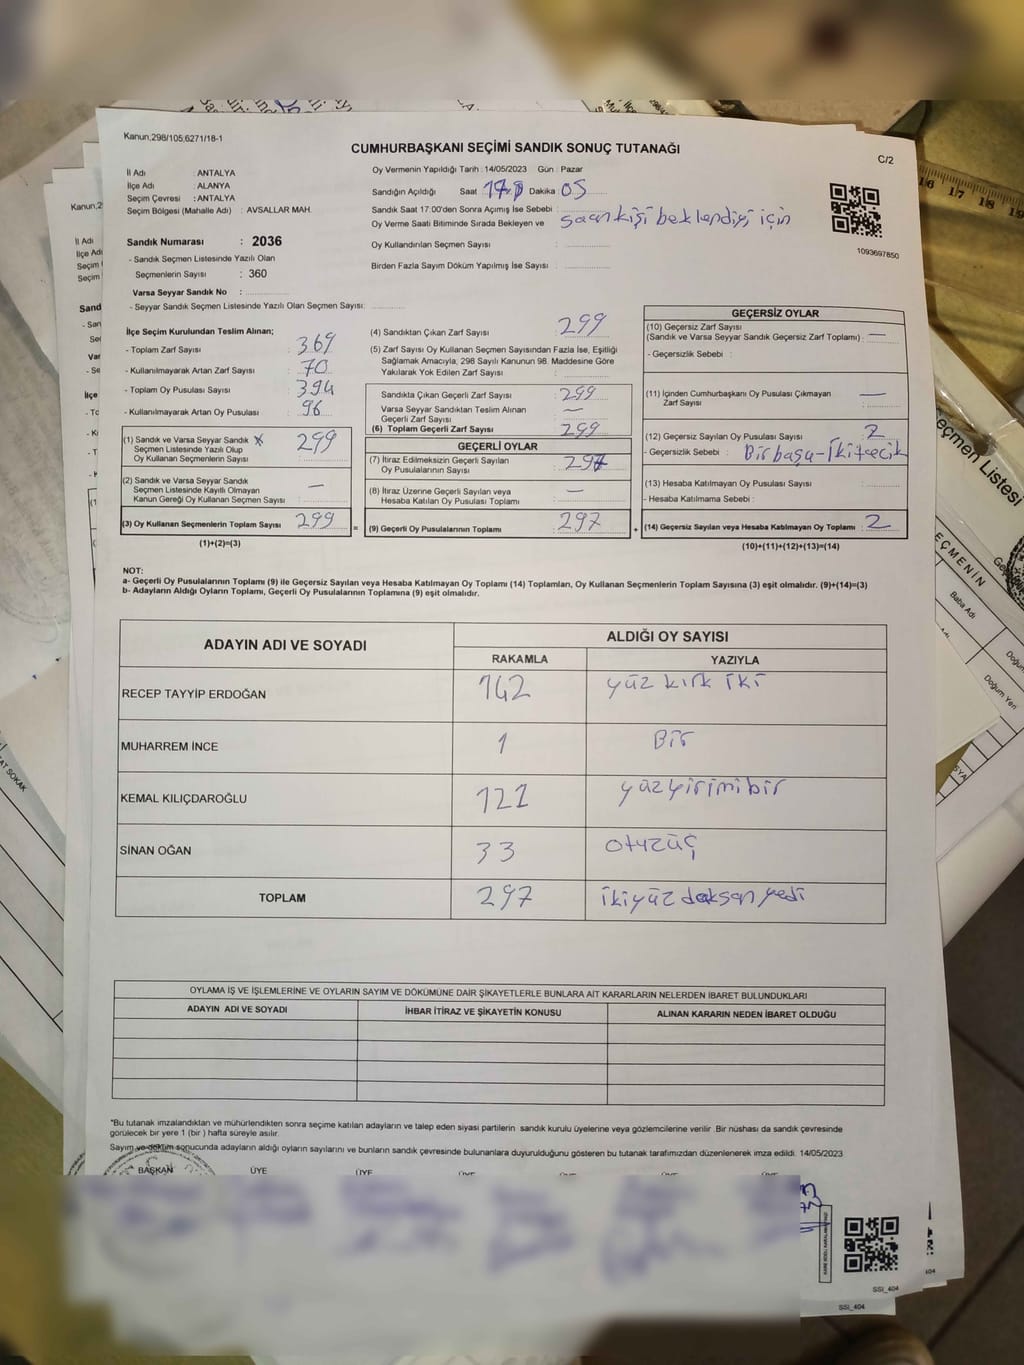 Kanun,298/105,6271/18-1
CUMHURBAŞKANI SEÇİMİ SANDIK SONUÇ TUTANAĞI
C/2
İl Adı : ANTALYA
İlçe Adı : ALANYA
Seçim Çevresi : ANTALYA
Seçim Bölgesi (Mahalle Adı) : AVSALLAR MAH.
Oy Vermenin Yapıldığı Tarih : 14/05/2023 Gün : Pazar
Sandığın Açıldığı Saat Dakika 05
Sandık Saat 17:00'den Sonra Açımış İse Sebebi :
Oy Verme Saati Bitiminde Sırada Bekleyen ve
beklendiği için
Oy Kullandırılan Seçmen Sayısı :
Birden Fazla Sayım Döküm Yapılmış İse Sayısı :
1093697850
Sandık Numarası : 2036
- Sandık Seçmen Listesinde Yazılı Olan
Seçmenlerin Sayısı : 360
Varsa Seyyar Sandık No :
- Seyyar Sandık Seçmen Listesinde Yazılı Olan Seçmen Sayısı:
İlçe Seçim Kurulundan Teslim Alınan;
- Toplam Zarf Sayısı : 369
- Kullanılmayarak Artan Zarf Sayısı : 70
- Toplam Oy Pusulası Sayısı : 394
- Kullanılmayarak Artan Oy Pusulası : 96
(1) Sandık ve Varsa Seyyar Sandık
Seçmen Listesinde Yazılı Olup
Oy Kullanan Seçmenlerin Sayısı : 299
(2) Sandık ve Varsa Seyyar Sandık
Seçmen Listesinde Kayıtlı Olmayan
Kanun Gereği Oy Kullanan Seçmen Sayısı : —
(3) Oy Kullanan Seçmenlerin Toplam Sayısı 299
(1)+(2)=(3)
(4) Sandıktan Çıkan Zarf Sayısı : 299
(5) Zarf Sayısı Oy Kullanan Seçmen Sayısından Fazla İse, Eşitliği
Sağlamak Amacıyla, 298 Sayılı Kanunun 98. Maddesine Göre
Yakılarak Yok Edilen Zarf Sayısı :
Sandıkta Çıkan Geçerli Zarf Sayısı : 299
Varsa Seyyar Sandıktan Teslim Alınan
Geçerli Zarf Sayısı : —
(6) Toplam Geçerli Zarf Sayısı : 299
GEÇERLİ OYLAR
(7) İtiraz Edilmeksizin Geçerli Sayılan
Oy Pusulalarının Sayısı : 297
(8) İtiraz Üzerine Geçerli Sayılan veya
Hesaba Katılan Oy Pusulası Toplamı : —
(9) Geçerli Oy Pusulalarının Toplamı : 297
GEÇERSİZ OYLAR
(10) Geçersiz Zarf Sayısı
(Sandık ve Varsa Seyyar Sandık Geçersiz Zarf Toplamı) : —
- Geçersizlik Sebebi :
(11) İçinden Cumhurbaşkanı Oy Pusulası Çıkmayan
Zarf Sayısı : —
(12) Geçersiz Sayılan Oy Pusulası Sayısı : 2
- Geçersizlik Sebebi :
(13) Hesaba Katılmayan Oy Pusulası Sayısı :
- Hesaba Katılmama Sebebi :
(14) Geçersiz Sayılan veya Hesaba Katılmayan Oy Toplamı : 2
(10)+(11)+(12)+(13)=(14)
NOT:
a- Geçerli Oy Pusulalarının Toplamı (9) ile Geçersiz Sayılan veya Hesaba Katılmayan Oy Toplamı (14) Toplamları, Oy Kullanan Seçmenlerin Toplam Sayısına (3) eşit olmalıdır. (9)+(14)=(3)
b- Adayların Aldığı Oyların Toplamı, Geçerli Oy Pusulalarının Toplamına (9) eşit olmalıdır.
ADAYIN ADI VE SOYADI
ALDIĞI OY SAYISI
RAKAMLA YAZIYLA
RECEP TAYYİP ERDOĞAN 142 yüz kırk iki
MUHARREM İNCE 1 Bir
KEMAL KILIÇDAROĞLU 121 yüzyirimibir
SİNAN OĞAN 33 Otuzüç
TOPLAM 297 ikiyüz doksan yedi
OYLAMA İŞ VE İŞLEMLERİNE VE OYLARIN SAYIM VE DÖKÜMÜNE DAİR ŞİKAYETLERLE BUNLARA AİT KARARLARIN NELERDEN İBARET BULUNDUKLARI
ADAYIN ADI VE SOYADI İHBAR İTİRAZ VE ŞİKAYETİN KONUSU ALINAN KARARIN NEDEN İBARET OLDUĞU
*Bu tutanak imzalandıktan ve mühürlendikten sonra seçime katılan adayların ve talep eden siyasi partilerin sandık kurulu üyelerine veya gözlemcilerine verilir .Bir nüshası da sandık çevresinde
görülecek bir yere 1 (bir ) hafta süreyle asılır.
Sayım ve döküm sonucunda adayların aldığı oyların sayılarını ve bunların sandık çevresinde bulunanlara duyurulduğunu gösteren bu tutanak tarafımızdan düzenlenerek imza edildi. 14/05/2023
BAŞKAN ÜYE ÜYE ÜYE ÜYE ÜYE
SSİ_404
SSİ_404